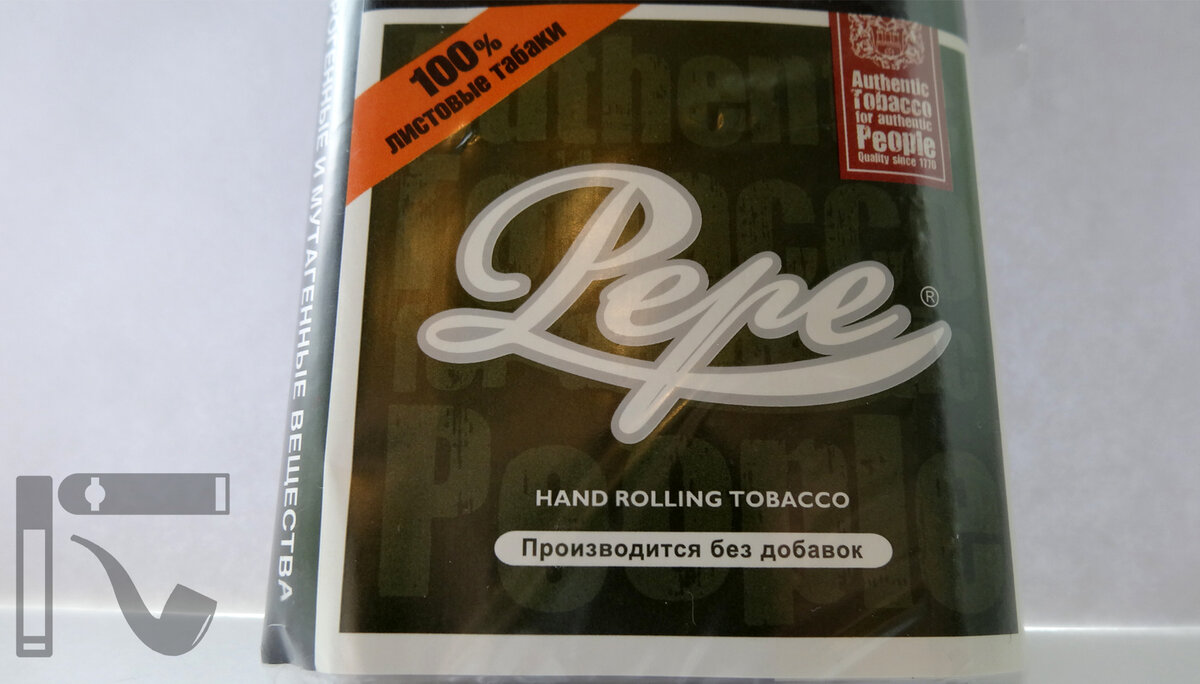 100%
листовые табаки
Authentic
Tobacco
for authentic
People
Quality since 1770
Pepe®
HAND ROLLING TOBACCO
Производится без добавок
И МУТАГЕННЫЕ ВЕЩЕСТВА